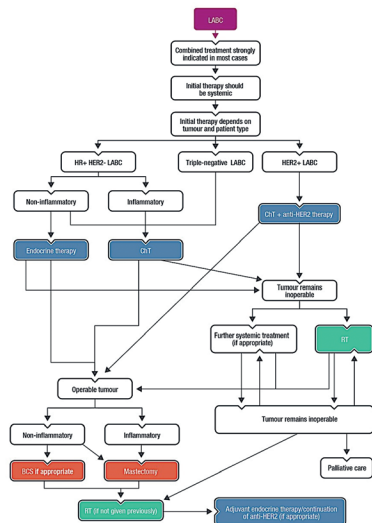 LABC
Combined treatment strongly
indicated in most cases
Initial therapy should
be systemic
Initial therapy depends on
tumour and patient type
HR+ HER2- LABC
Triple-negative LABC
HER2+ LABC
Non-inflammatory
Inflammatory
ChT + anti-HER2 therapy
Endocrine therapy
ChT
Tumour remains
inoperable
Further systemic treatment
(if appropriate)
RT
Operable tumour
Non-inflammatory
Inflammatory
Tumour remains inoperable
BCS if appropriate
Mastectomy
Palliative care
RT (if not given previously)
Adjuvant endocrine therapy/continuation
of anti-HER2 (if appropriate)